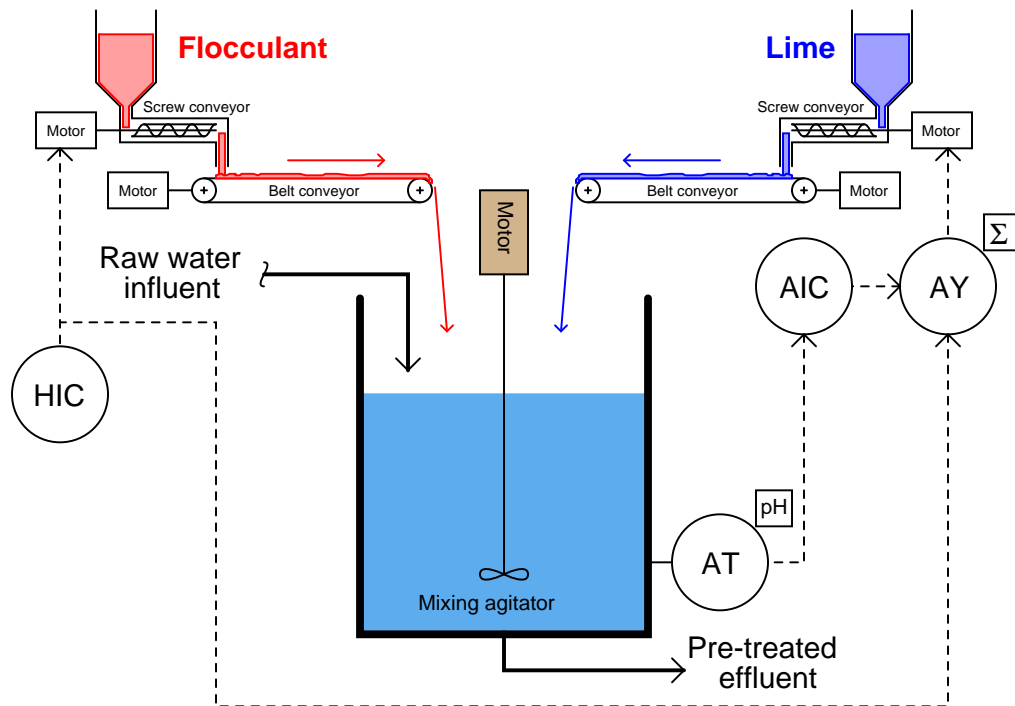 Flocculant
Lime
Screw conveyor
Screw conveyor
Motor
Motor
Motor
+
Belt conveyor
+
+
Belt conveyor
+
Motor
Motor
Σ
Raw water
influent
AIC
AY
HIC
pH
AT
Mixing agitator
Pre-treated
effluent